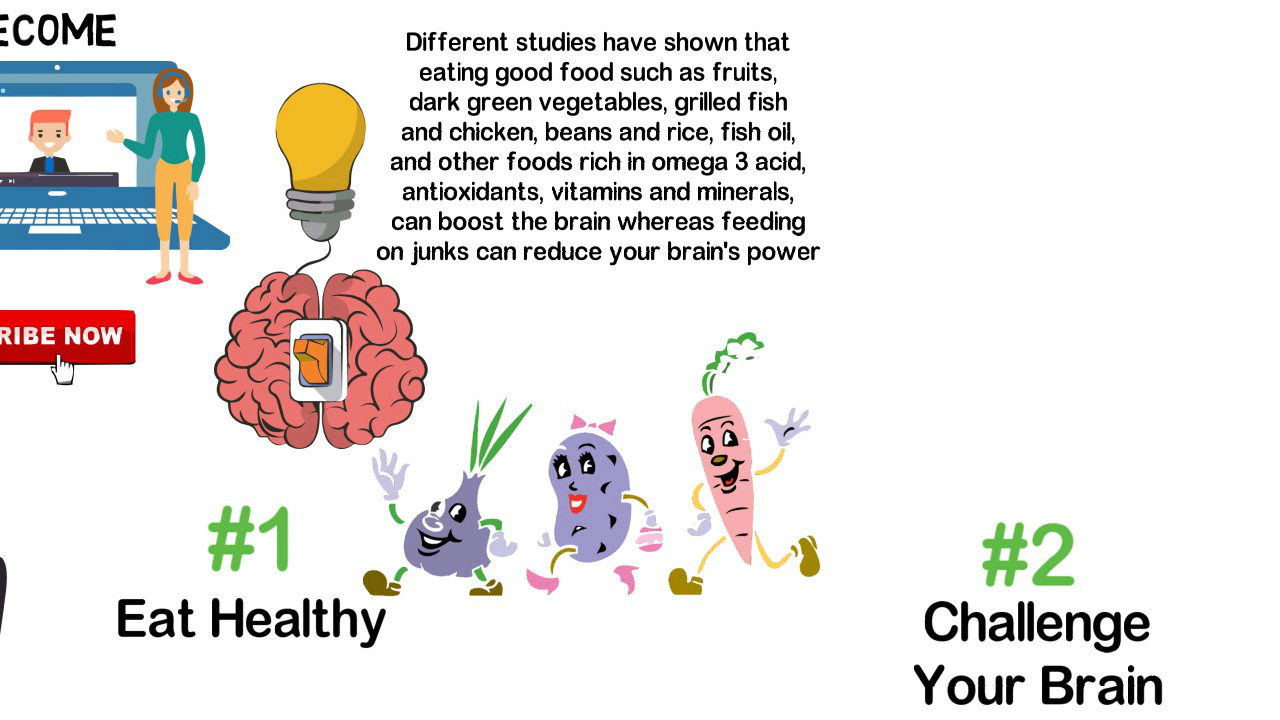 ECOME
Different studies have shown that
eating good food such as fruits,
dark green vegetables, grilled fish
and chicken, beans and rice, fish oil,
and other foods rich in omega 3 acid,
antioxidants, vitamins and minerals,
can boost the brain whereas feeding
on junks can reduce your brain's power
RIBE NOW
#1
Eat Healthy
#2
Challenge
Your Brain